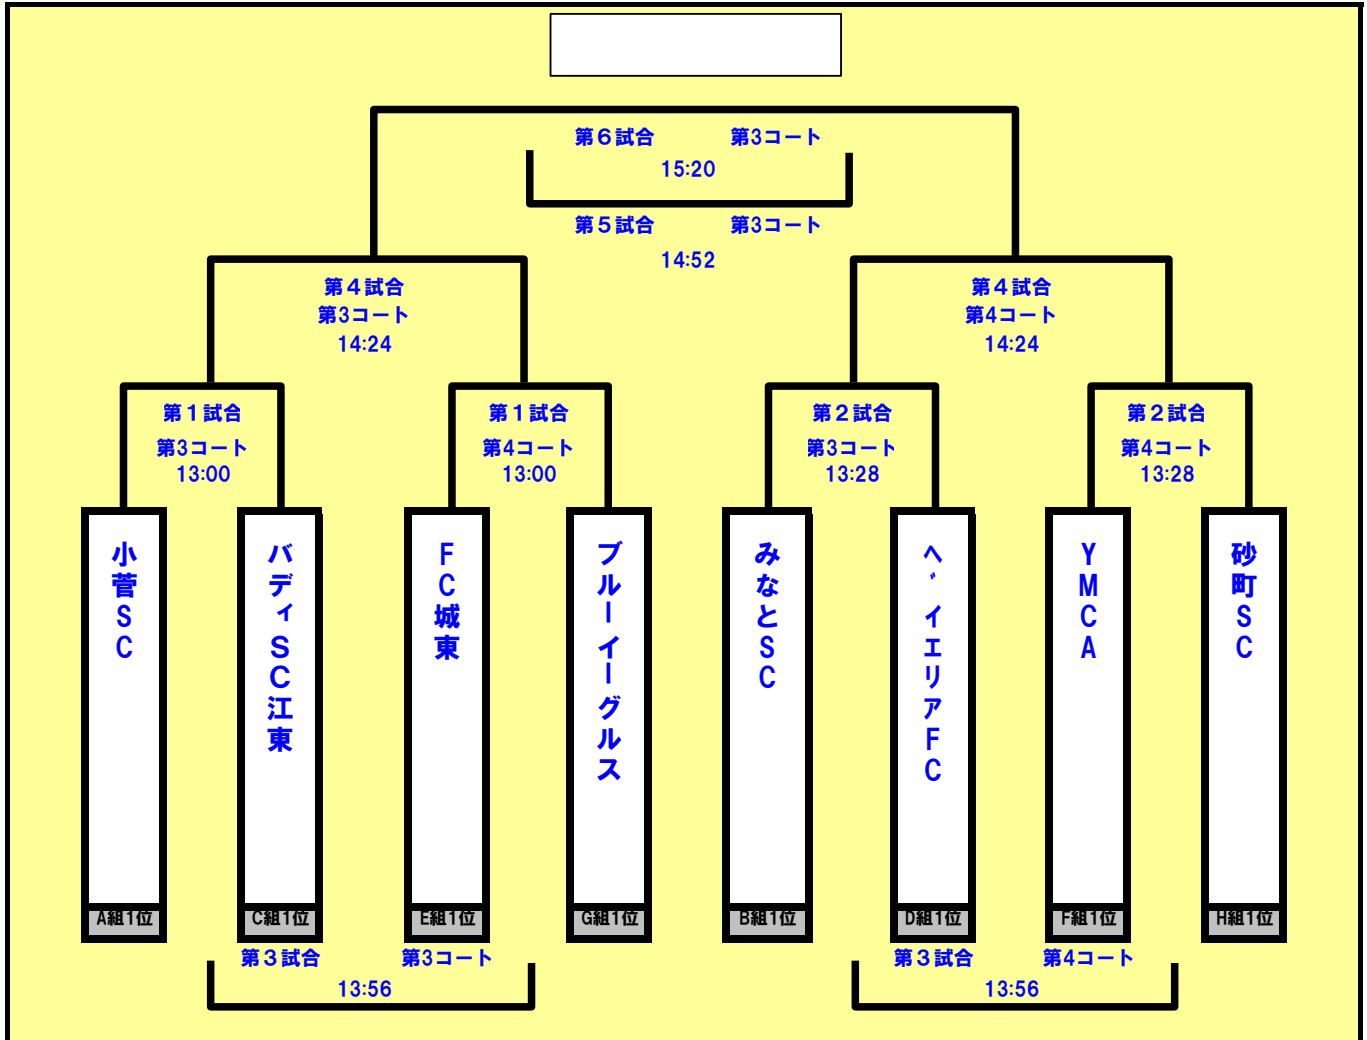 第６試合 第3コート
15:20
第５試合 第3コート
14:52
第４試合 第４試合
第3コート 第4コート
14:24 14:24
第１試合 第１試合 第２試合 第２試合
第3コート 第4コート 第3コート 第4コート
13:00 13:00 13:28 13:28
小菅SC
バディSC江東
FC城東
ブルーイーグルス
みなとSC
ベイエリアFC
YMCA
砂町SC
A組1位 C組1位 E組1位 G組1位 B組1位 D組1位 F組1位 H組1位
第３試合 第3コート 第３試合 第4コート
13:56 13:56